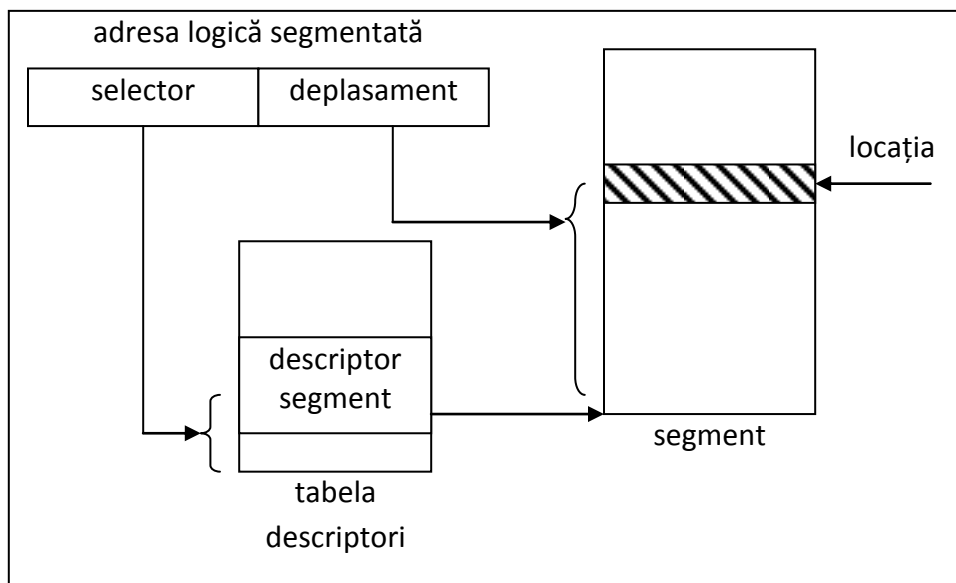 adresa logică segmentată
selector
deplasament
locația
descriptor
segment
segment
tabela
descriptori